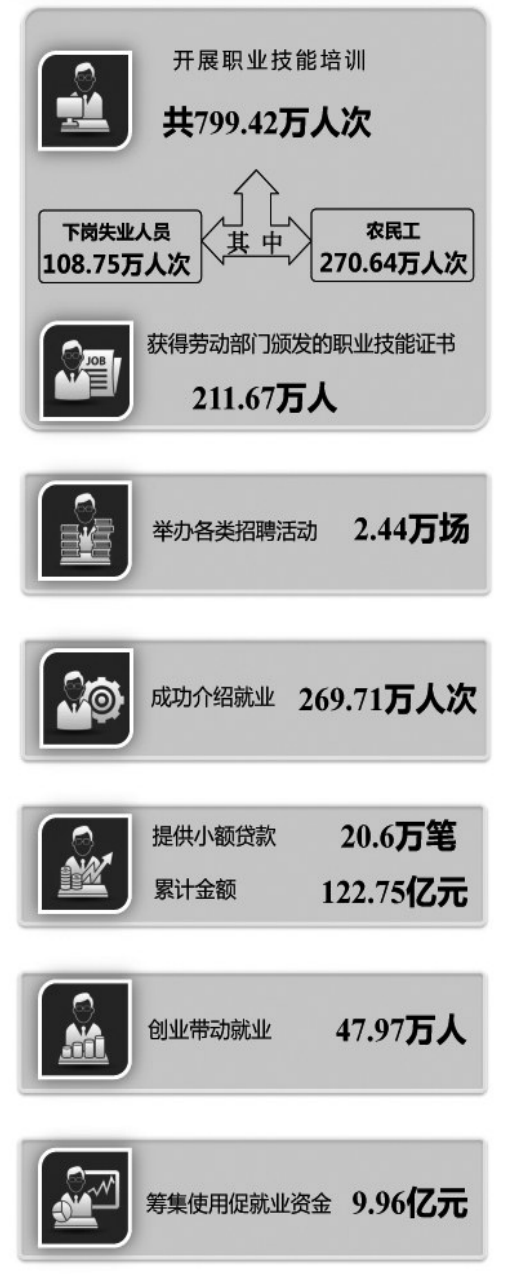 开展职业技能培训
共799.42万人次
下岗失业人员
108.75万人次
其中
农民工
270.64万人次
JOB
获得劳动部门颁发的职业技能证书
211.67万人
举办各类招聘活动 2.44万场
成功介绍就业 269.71万人次
提供小额贷款 20.6万笔
累计金额 122.75亿元
创业带动就业 47.97万人
筹集使用促就业资金 9.96亿元